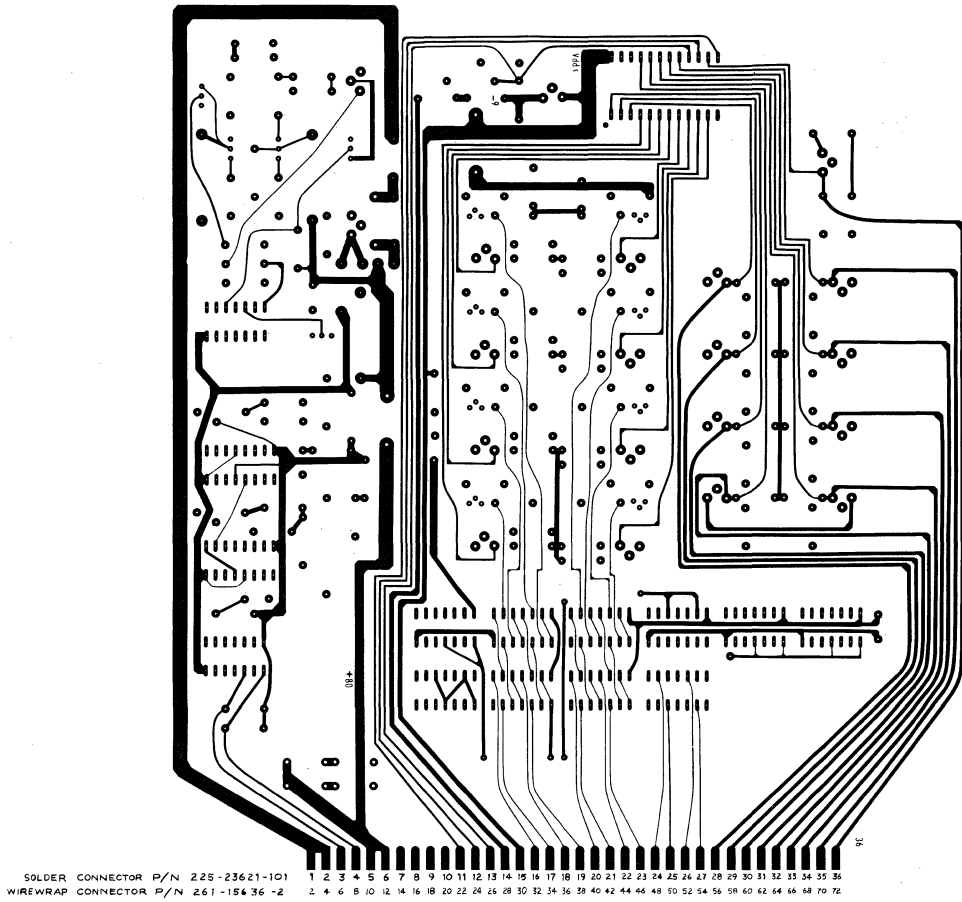 Vdd s
-9
+80
36
SOLDER CONNECTOR P/N 225-23621-101 1 2 3 4 5 6 7 8 9 10 11 12 13 14 15 16 17 18 19 20 21 22 23 24 25 26 27 28 29 30 31 32 33 34 35 36
WIREWRAP CONNECTOR P/N 261-15636-2 2 4 6 8 10 12 14 16 18 20 22 24 26 28 30 32 34 36 38 40 42 44 46 48 50 52 54 56 58 60 62 64 66 68 70 72